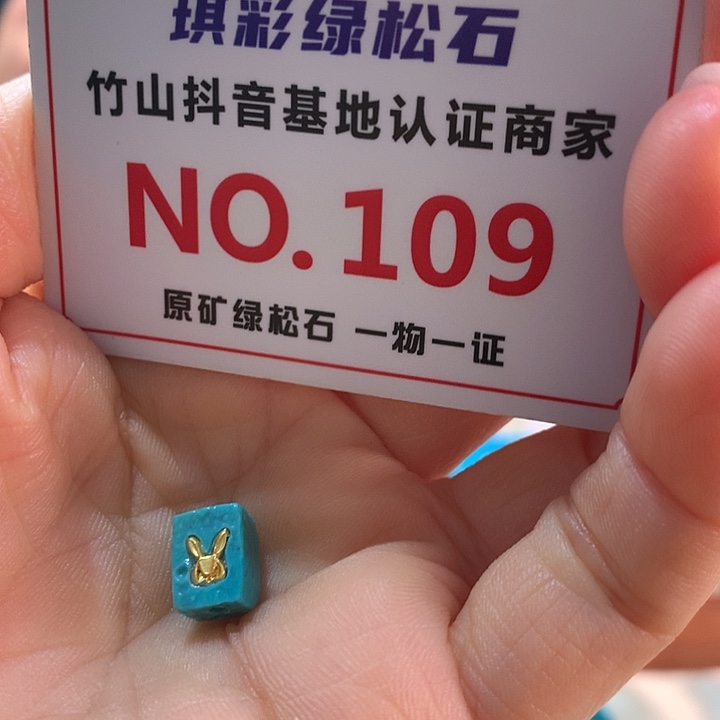 琪彩绿松石
竹山抖音基地认证商家
NO.109
原矿绿松石 一物一证